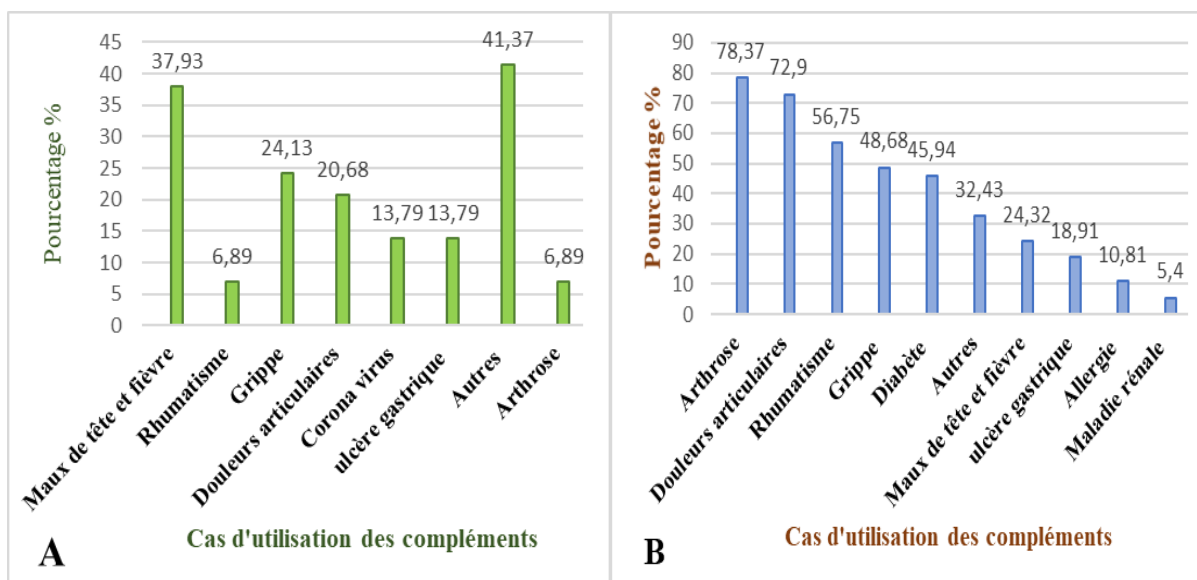 Pourcentage %
45
40
35
30
25
20
15
10
5
0
37,93
6,89
24,13
20,68
13,79
13,79
41,37
6,89
Maux de tête et fièvre
Rhumatisme
Grippe
Douleurs articulaires
Corona virus
ulcère gastrique
Autres
Arthrose
Cas d'utilisation des compléments
A
Pourcentage %
90
80
70
60
50
40
30
20
10
0
78,37
72,9
56,75
48,68
45,94
32,43
24,32
18,91
10,81
5,4
Arthrose
Douleurs articulaires
Rhumatisme
Grippe
Diabète
Autres
Maux de tête et fièvre
ulcère gastrique
Allergie
Maladie rénale
Cas d'utilisation des compléments
B